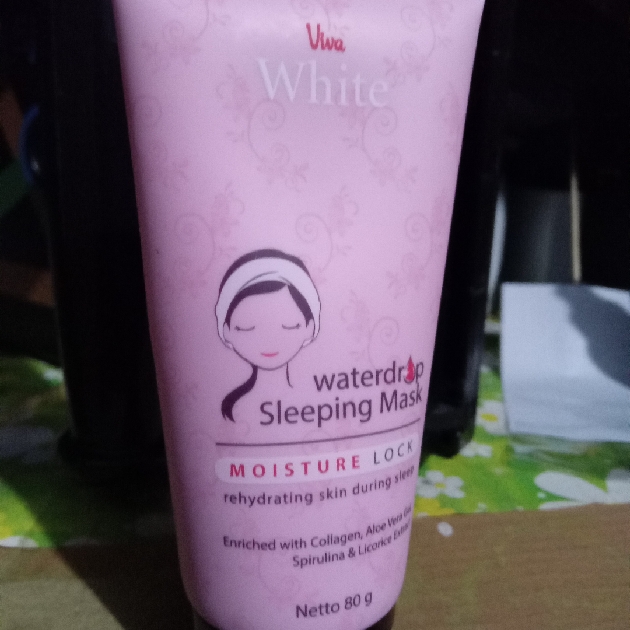 Viva
White
waterdrop
Sleeping Mask
MOISTURE LOCK
rehydrating skin during sleep
Enriched with Collagen, Aloe Vera
Spirulina & Licorice Extract
Netto 80 g